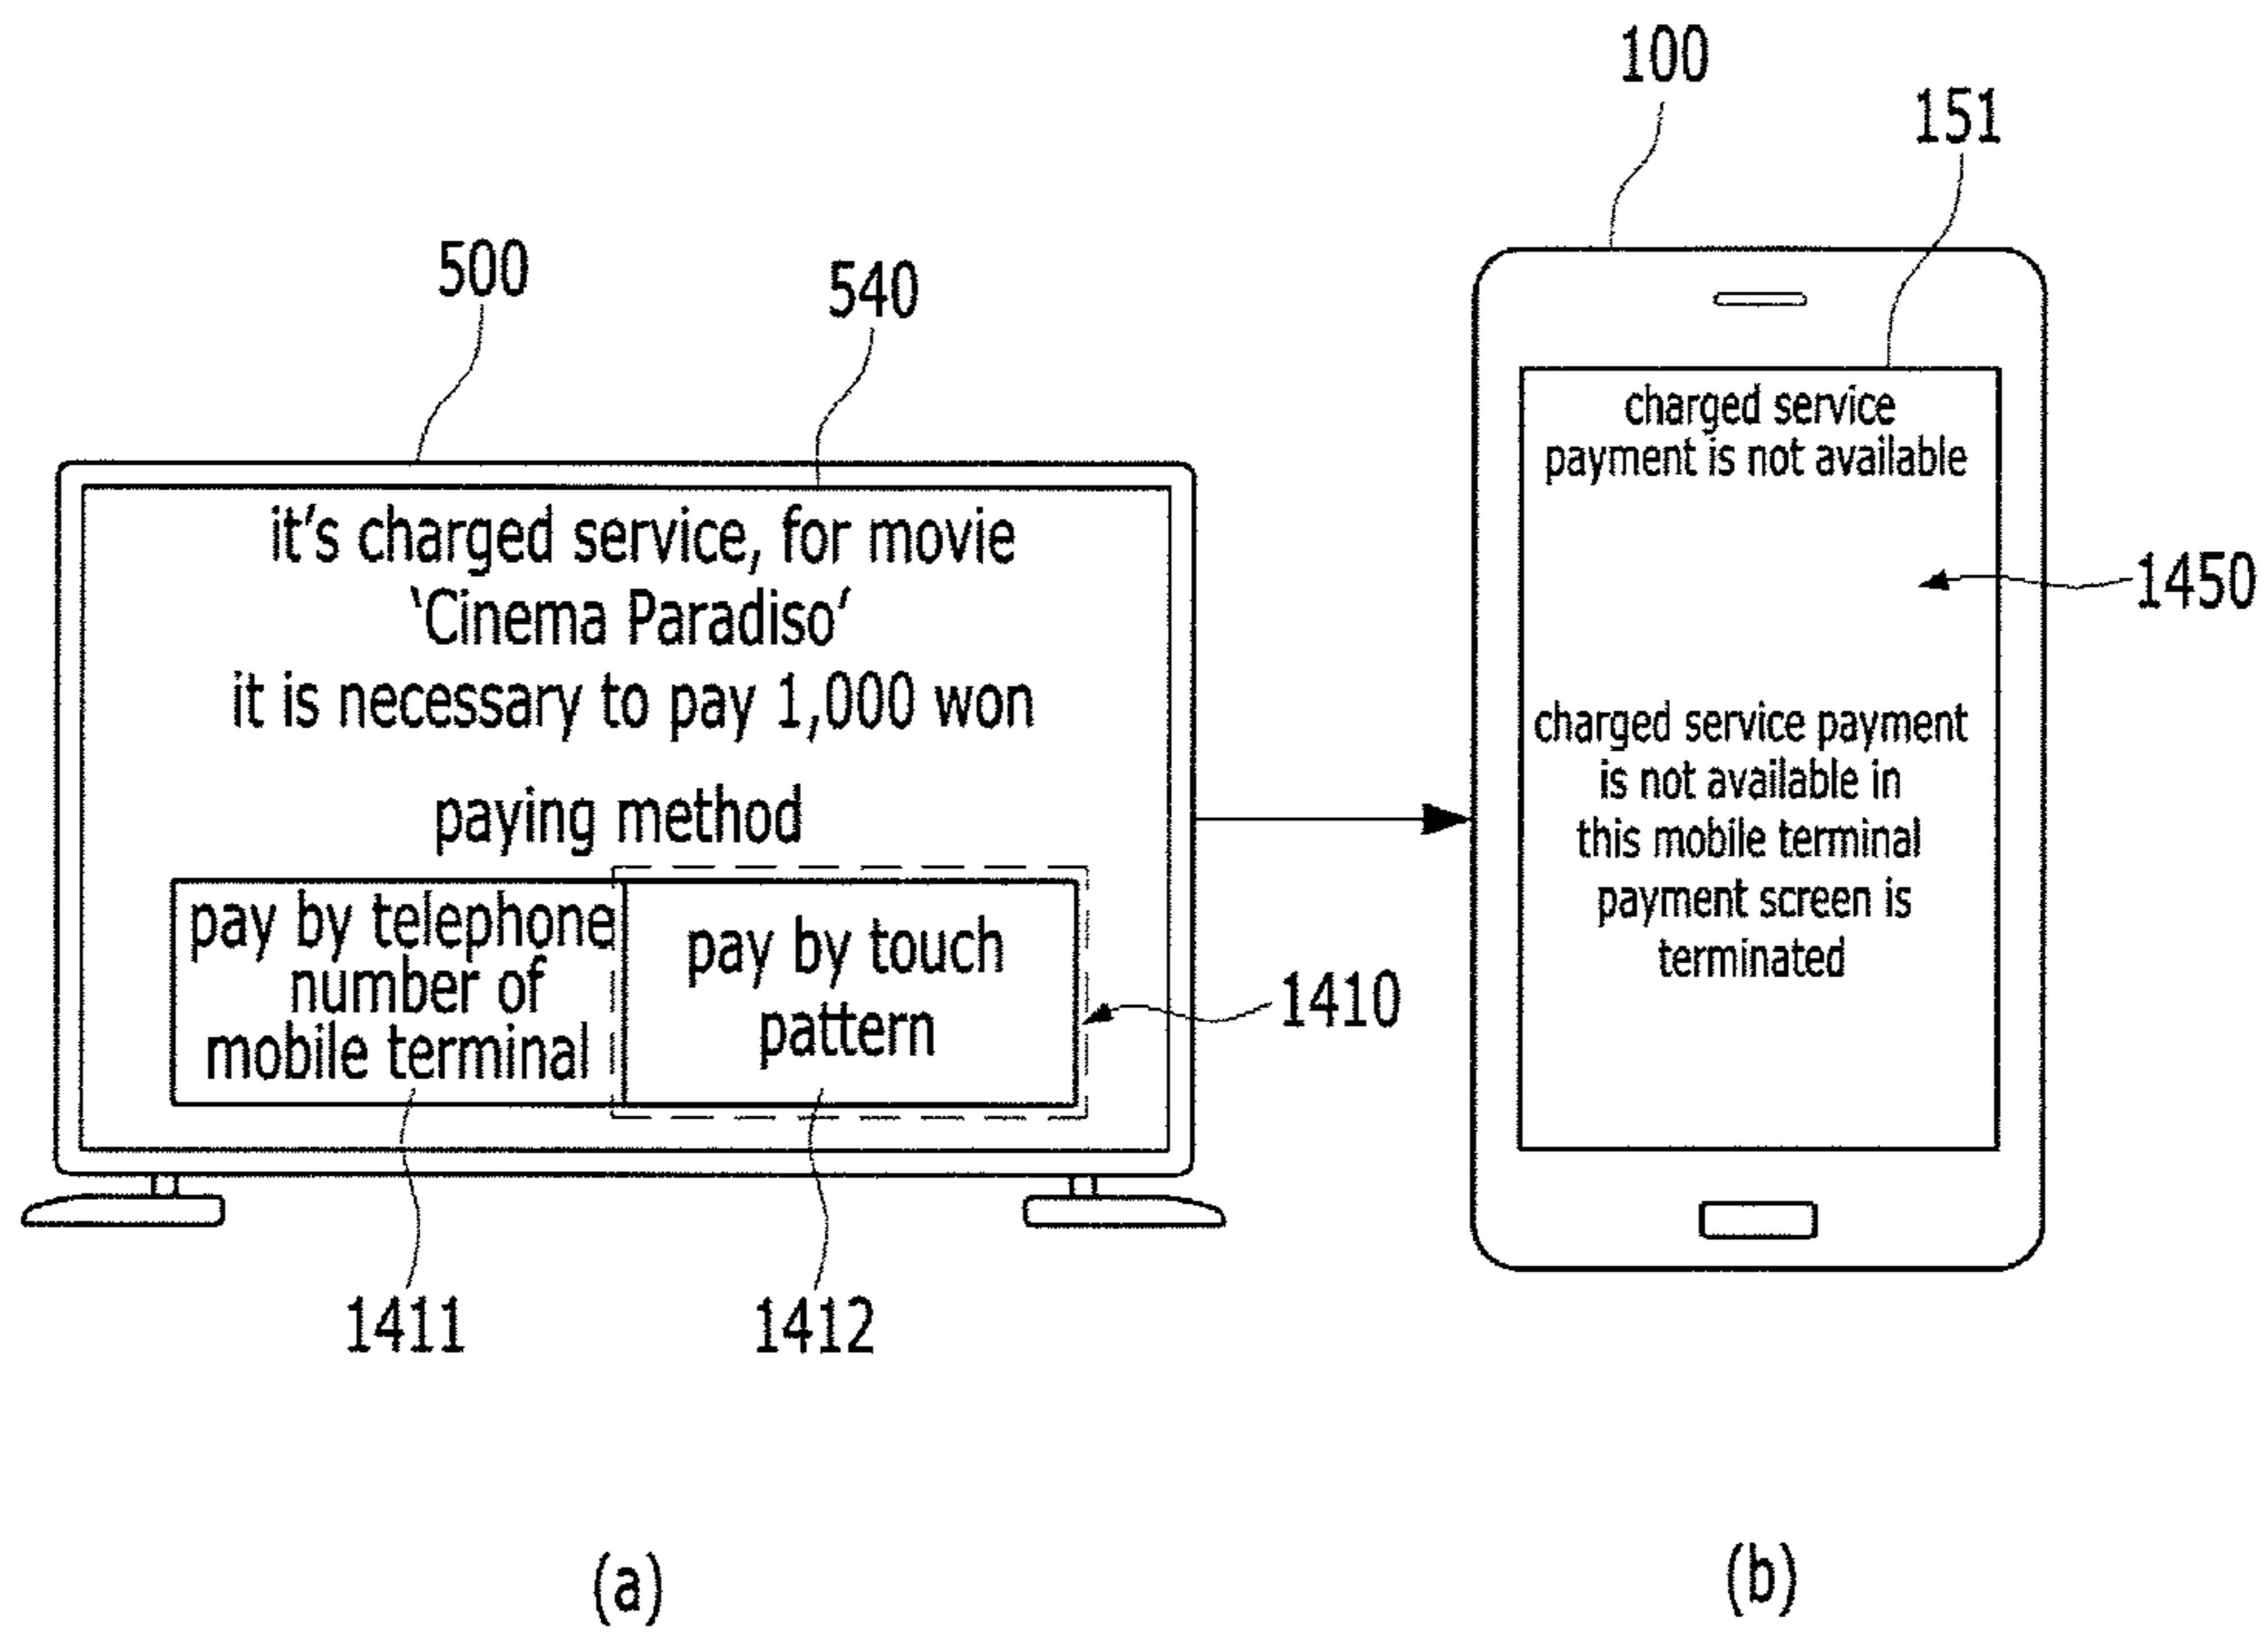 100
151
500
540
charged service
payment is not available
it's charged service, for movie
‘Cinema Paradiso‘
it is necessary to pay 1,000 won
1450
charged service payment
is not available in
this mobile terminal
payment screen is
terminated
paying method
pay by telephone
number of
mobile terminal
pay by touch
pattern
1410
1411
1412
(a)
(b)